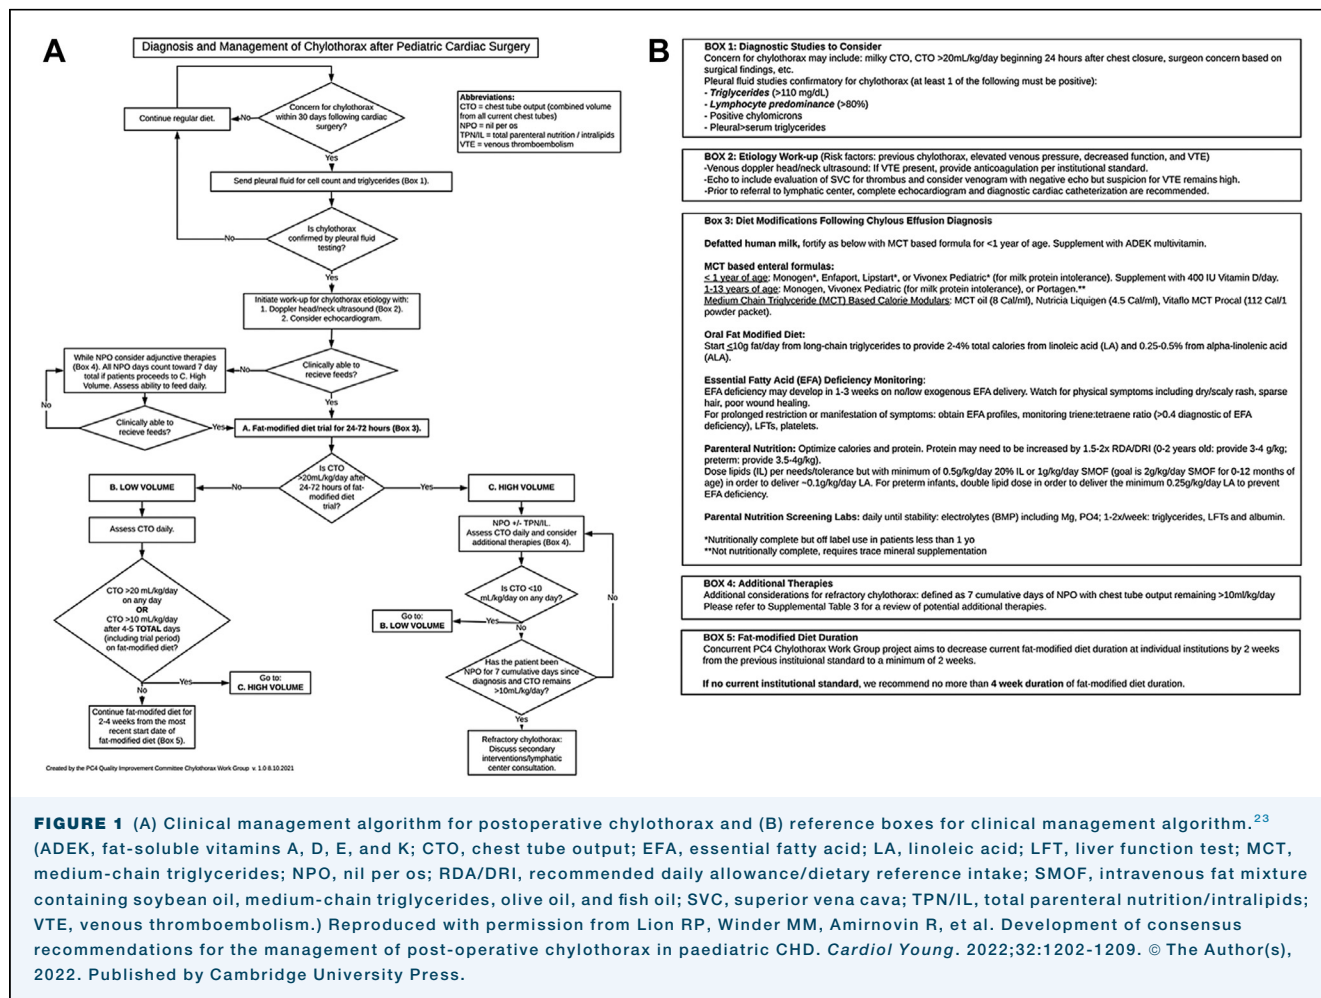 A
Diagnosis and Management of Chylothorax after Pediatric Cardiac Surgery
Concern for chylothorax
within 30 days following cardiac
surgery?
No
Continue regular diet.
Abbreviations:
CTO = chest tube output (combined volume
from all current chest tubes)
NPO = nil per os
TPN/IL = total parenteral nutrition / intralipids
VTE = venous thromboembolism
Yes
Send pleural fluid for cell count and triglycerides (Box 1).
Is chylothorax
confirmed by pleural fluid
testing?
No
Yes
Initiate work-up for chylothorax etiology with:
1. Doppler head/neck ultrasound (Box 2).
2. Consider echocardiogram.
Clinically able to
recieve feeds?
No
While NPO consider adjunctive therapies
(Box 4). All NPO days count toward 7 day
total if patients proceeds to C. High
Volume. Assess ability to feed daily.
No
Clinically able to
recieve feeds?
Yes
Yes
A. Fat-modified diet trial for 24-72 hours (Box 3).
Is CTO
>20mL/kg/day after
24-72 hours of fat-
modified diet
trial?
No
Yes
B. LOW VOLUME
Assess CTO daily.
CTO >20 mL/kg/day
on any day
OR
CTO >10 mL/kg/day
after 4-5 TOTAL days
(including trial period)
on fat-modified diet?
Yes
Go to:
C. HIGH VOLUME
No
Continue fat-modifed diet for
2-4 weeks from the most
recent start date of
fat-modified diet (Box 5).
C. HIGH VOLUME
NPO +/- TPN/IL.
Assess CTO daily and consider
additional therapies (Box 4).
Is CTO <10
mL/kg/day on any day?
Yes
Go to:
B. LOW VOLUME
No
Has the patient been
NPO for 7 cumulative days since
diagnosis and CTO remains
>10mL/kg/day?
No
Yes
Refractory chylothorax:
Discuss secondary
interventions/lymphatic
center consultation.
Created by the PC4 Quality Improvement Committee Chylothorax Work Group v. 1.0 8.10.2021
B
BOX 1: Diagnostic Studies to Consider
Concern for chylothorax may include: milky CTO, CTO >20mL/kg/day beginning 24 hours after chest closure, surgeon concern based on
surgical findings, etc.
Pleural fluid studies confirmatory for chylothorax (at least 1 of the following must be positive):
- Triglycerides (>110 mg/dL)
- Lymphocyte predominance (>80%)
- Positive chylomicrons
- Pleural>serum triglycerides
BOX 2: Etiology Work-up (Risk factors: previous chylothorax, elevated venous pressure, decreased function, and VTE)
-Venous doppler head/neck ultrasound: If VTE present, provide anticoagulation per institutional standard.
-Echo to include evaluation of SVC for thrombus and consider venogram with negative echo but suspicion for VTE remains high.
-Prior to referral to lymphatic center, complete echocardiogram and diagnostic cardiac catheterization are recommended.
Box 3: Diet Modifications Following Chylous Effusion Diagnosis
Defatted human milk, fortify as below with MCT based formula for <1 year of age. Supplement with ADEK multivitamin.
MCT based enteral formulas:
< 1 year of age: Monogen*, Enfaport, Lipstart*, or Vivonex Pediatric* (for milk protein intolerance). Supplement with 400 IU Vitamin D/day.
1-13 years of age: Monogen, Vivonex Pediatric (for milk protein intolerance), or Portagen.**
Medium Chain Triglyceride (MCT) Based Calorie Modulars: MCT oil (8 Cal/ml), Nutricia Liquigen (4.5 Cal/ml), Vitaflo MCT Procal (112 Cal/1
powder packet).
Oral Fat Modified Diet:
Start ≤10g fat/day from long-chain triglycerides to provide 2-4% total calories from linoleic acid (LA) and 0.25-0.5% from alpha-linolenic acid
(ALA).
Essential Fatty Acid (EFA) Deficiency Monitoring:
EFA deficiency may develop in 1-3 weeks on no/low exogenous EFA delivery. Watch for physical symptoms including dry/scaly rash, sparse
hair, poor wound healing.
For prolonged restriction or manifestation of symptoms: obtain EFA profiles, monitoring triene:tetraene ratio (>0.4 diagnostic of EFA
deficiency), LFTs, platelets.
Parenteral Nutrition: Optimize calories and protein. Protein may need to be increased by 1.5-2x RDA/DRI (0-2 years old: provide 3-4 g/kg;
preterm: provide 3.5-4g/kg).
Dose lipids (IL) per needs/tolerance but with minimum of 0.5g/kg/day 20% IL or 1g/kg/day SMOF (goal is 2g/kg/day SMOF for 0-12 months of
age) in order to deliver ~0.1g/kg/day LA. For preterm infants, double lipid dose in order to deliver the minimum 0.25g/kg/day LA to prevent
EFA deficiency.
Parental Nutrition Screening Labs: daily until stability: electrolytes (BMP) including Mg, PO4; 1-2x/week: triglycerides, LFTs and albumin.
*Nutritionally complete but off label use in patients less than 1 yo
**Not nutritionally complete, requires trace mineral supplementation
BOX 4: Additional Therapies
Additional considerations for refractory chylothorax: defined as 7 cumulative days of NPO with chest tube output remaining >10ml/kg/day
Please refer to Supplemental Table 3 for a review of potential additional therapies.
BOX 5: Fat-modified Diet Duration
Concurrent PC4 Chylothorax Work Group project aims to decrease current fat-modified diet duration at individual institutions by 2 weeks
from the previous instituional standard to a minimum of 2 weeks.
If no current institutional standard, we recommend no more than 4 week duration of fat-modified diet duration.
FIGURE 1 (A) Clinical management algorithm for postoperative chylothorax and (B) reference boxes for clinical management algorithm.23
(ADEK, fat-soluble vitamins A, D, E, and K; CTO, chest tube output; EFA, essential fatty acid; LA, linoleic acid; LFT, liver function test; MCT,
medium-chain triglycerides; NPO, nil per os; RDA/DRI, recommended daily allowance/dietary reference intake; SMOF, intravenous fat mixture
containing soybean oil, medium-chain triglycerides, olive oil, and fish oil; SVC, superior vena cava; TPN/IL, total parenteral nutrition/intralipids;
VTE, venous thromboembolism.) Reproduced with permission from Lion RP, Winder MM, Amirnovin R, et al. Development of consensus
recommendations for the management of post-operative chylothorax in paediatric CHD. Cardiol Young. 2022;32:1202-1209. © The Author(s),
2022. Published by Cambridge University Press.